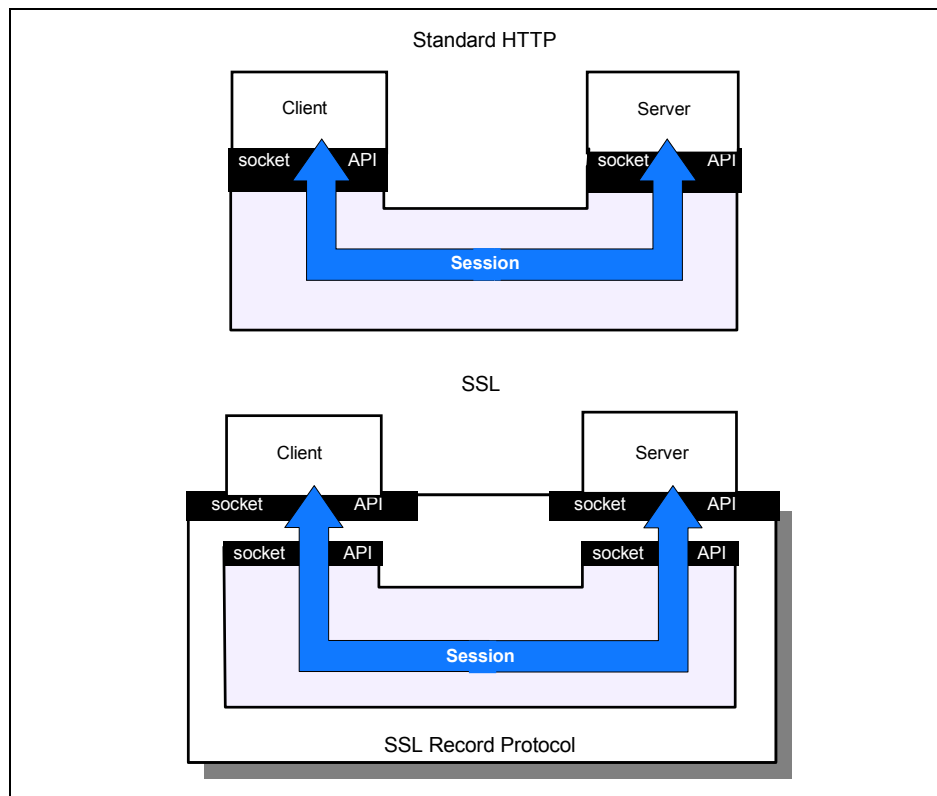 Standard HTTP
Client
Server
socket API
socket API
Session
SSL
Client
Server
socket API
socket API
socket API
socket API
Session
SSL Record Protocol